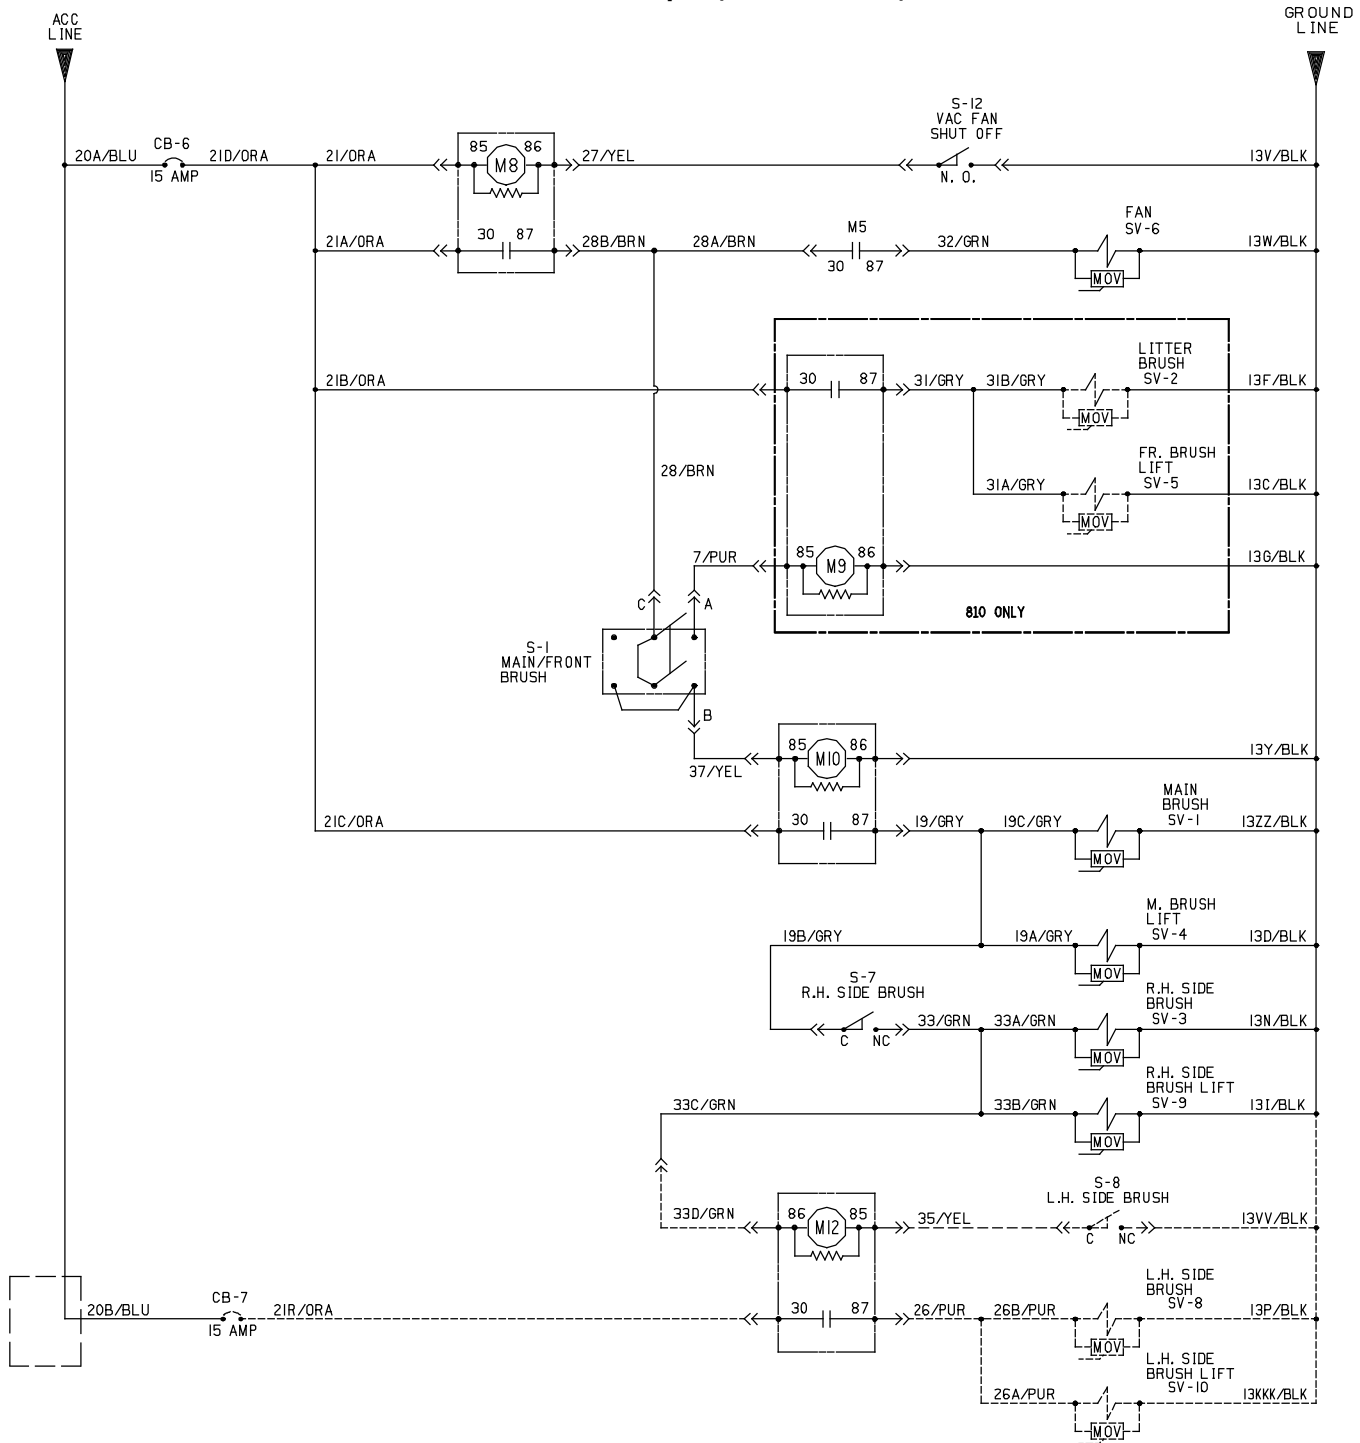 ACC
LINE
GROUND
LINE
S-12
VAC FAN
SHUT OFF
20A/BLU
CB-6
15 AMP
21D/ORA
21/ORA
85
86
M8
27/YEL
N. O.
13V/BLK
21A/ORA
30
87
28B/BRN
28A/BRN
M5
30
87
32/GRN
FAN
SV-6
MOV
13W/BLK
21B/ORA
30
87
31/GRY
31B/GRY
LITTER
BRUSH
SV-2
MOV
13F/BLK
28/BRN
31A/GRY
FR. BRUSH
LIFT
SV-5
MOV
13C/BLK
7/PUR
85
86
M9
13G/BLK
810 ONLY
C
A
S-1
MAIN/FRONT
BRUSH
B
37/YEL
85
86
M10
13Y/BLK
21C/ORA
30
87
19/GRY
19C/GRY
MAIN
BRUSH
SV-1
MOV
13ZZ/BLK
19B/GRY
19A/GRY
M. BRUSH
LIFT
SV-4
MOV
13D/BLK
S-7
R.H. SIDE BRUSH
C
NC
33/GRN
33A/GRN
R.H. SIDE
BRUSH
SV-3
MOV
13N/BLK
33C/GRN
33B/GRN
R.H. SIDE
BRUSH LIFT
SV-9
MOV
13I/BLK
33D/GRN
86
85
M12
35/YEL
S-8
L.H. SIDE BRUSH
C
NC
13VV/BLK
20B/BLU
CB-7
15 AMP
21R/ORA
30
87
26/PUR
26B/PUR
L.H. SIDE
BRUSH
SV-8
MOV
13P/BLK
26A/PUR
L.H. SIDE
BRUSH LIFT
SV-10
MOV
13KKK/BLK